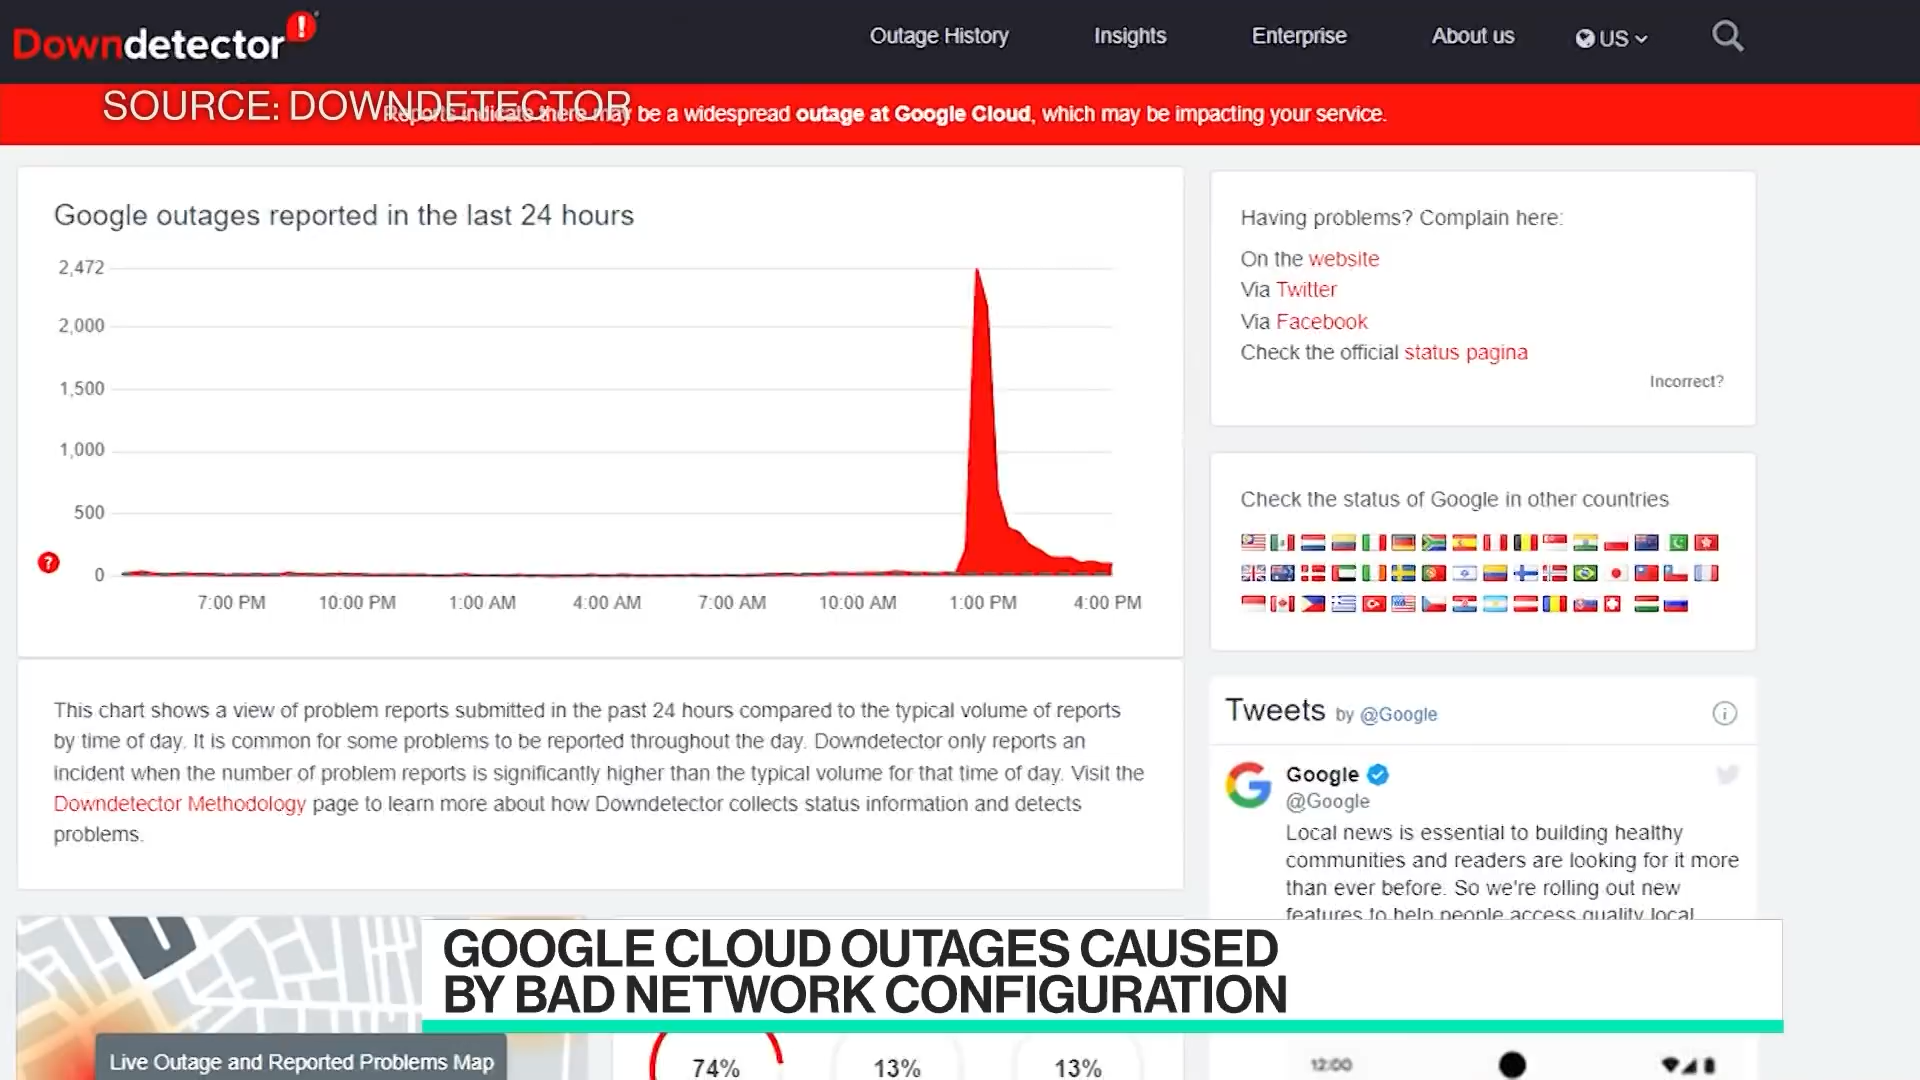 Downdetector
Outage History
Insights
Enterprise
About us
US
SOURCE: DOWNDETECTOR
Reports indicate there may be a widespread outage at Google Cloud, which may be impacting your service.
Google outages reported in the last 24 hours
2,472
2,000
1,500
1,000
500
0
?
7:00 PM
10:00 PM
1:00 AM
4:00 AM
7:00 AM
10:00 AM
1:00 PM
4:00 PM
This chart shows a view of problem reports submitted in the past 24 hours compared to the typical volume of reports
by time of day. It is common for some problems to be reported throughout the day. Downdetector only reports an
incident when the number of problem reports is significantly higher than the typical volume for that time of day. Visit the
Downdetector Methodology page to learn more about how Downdetector collects status information and detects
problems.
Having problems? Complain here:
On the website
Via Twitter
Via Facebook
Check the official status pagina
Incorrect?
Check the status of Google in other countries
Tweets by @Google
Google
@Google
Local news is essential to building healthy
communities and readers are looking for it more
than ever before. So we're rolling out new
features to help people access quality local
GOOGLE CLOUD OUTAGES CAUSED
BY BAD NETWORK CONFIGURATION
Live Outage and Reported Problems Map
74%
13%
13%
12:00